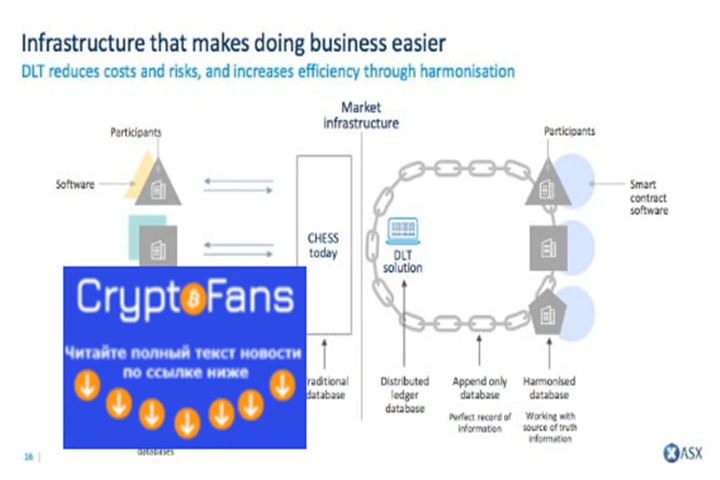 Infrastructure that makes doing business easier
DLT reduces costs and risks, and increases efficiency through harmonisation
Market
infrastructure
Participants
Participants
Software
Smart
contract
software
CHESS
today
DLT
solution
CryptoFans
Читайте полный текст новости
по ссылке ниже
database
Distributed
ledger
database
Append only
database
Perfect record of
information
Harmonised
database
Working with
source of truth
information
databases
16
ASX